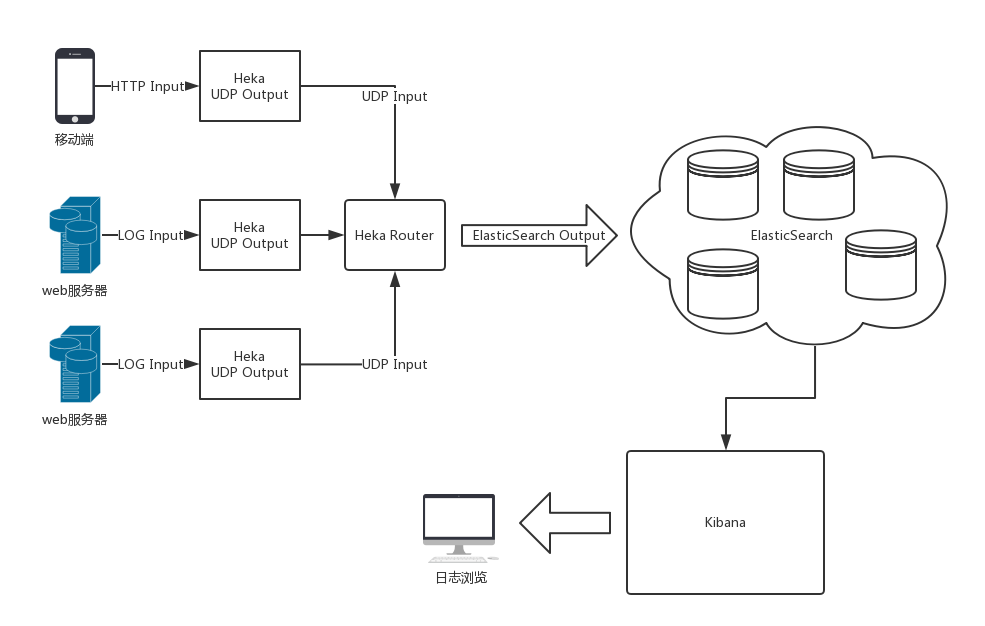 HTTP Input
Heka
UDP Output
UDP Input
移动端
LOG Input
Heka
UDP Output
Heka Router
ElasticSearch Output
ElasticSearch
web服务器
LOG Input
Heka
UDP Output
UDP Input
web服务器
Kibana
日志浏览